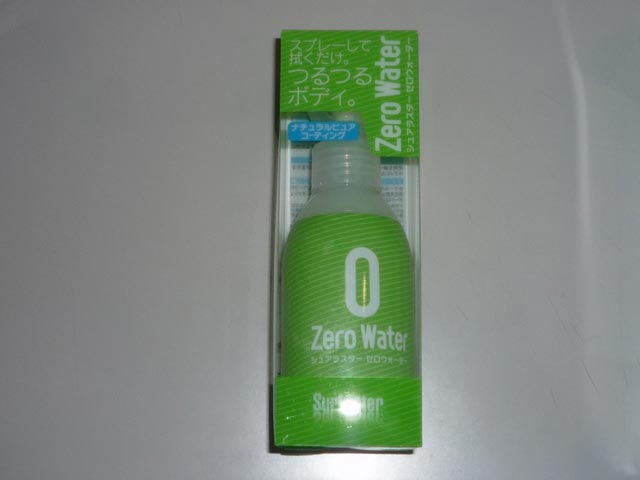 スプレーして
拭くだけ。
つるつる
ボディ。
Zero Water
シュアラスター ゼロウォーター
ナチュラルピュア
コーティング
0
Zero Water
シュアラスター ゼロウォーター